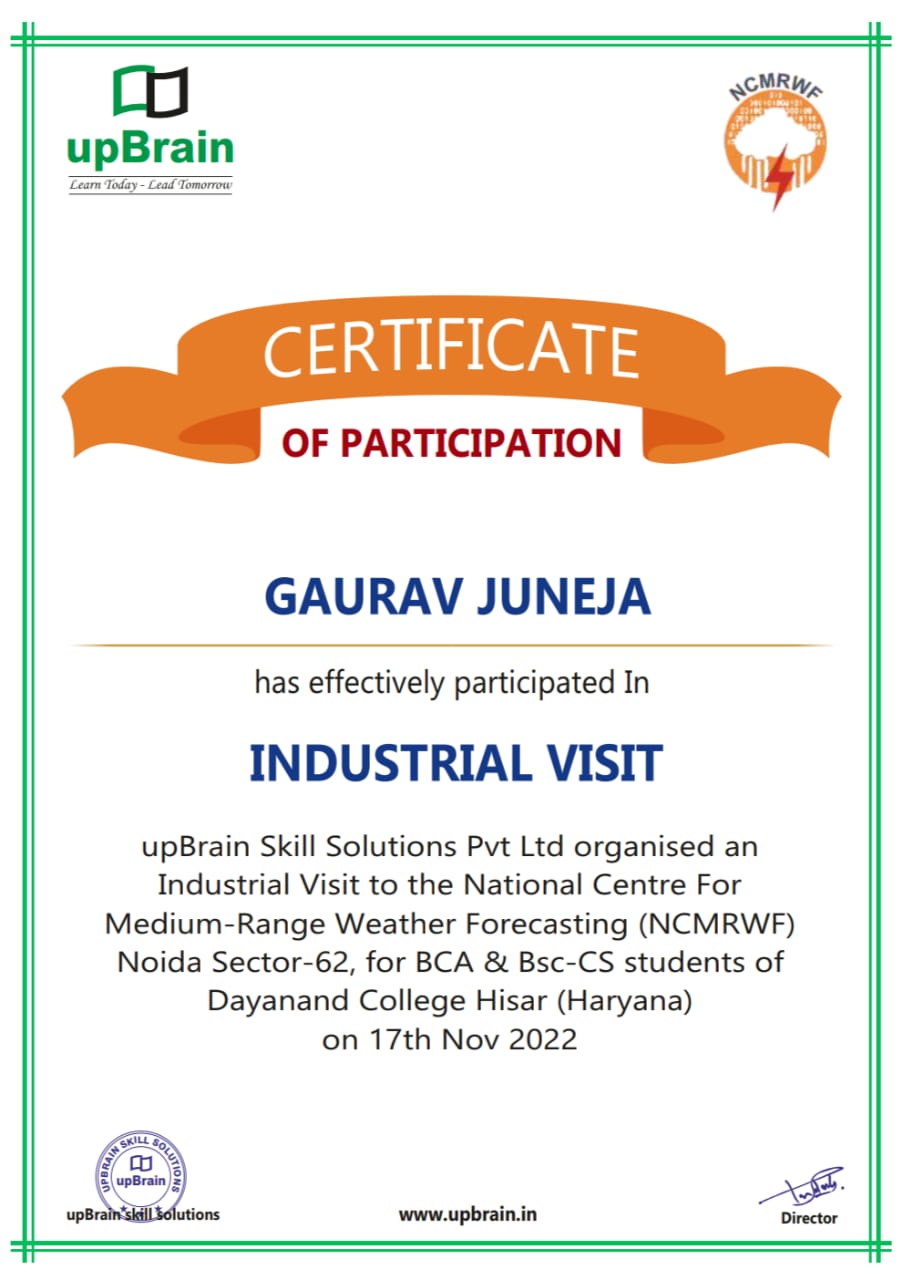 upBrain
Learn Today - Lead Tomorrow
NCMRWF
CERTIFICATE
OF PARTICIPATION
GAURAV JUNEJA
has effectively participated In
INDUSTRIAL VISIT
upBrain Skill Solutions Pvt Ltd organised an
Industrial Visit to the National Centre For
Medium-Range Weather Forecasting (NCMRWF)
Noida Sector-62, for BCA & Bsc-CS students of
Dayanand College Hisar (Haryana)
on 17th Nov 2022
UPBRAIN SKILL SOLUTIONS
upBrain
upBrain skill solutions
www.upbrain.in
Director